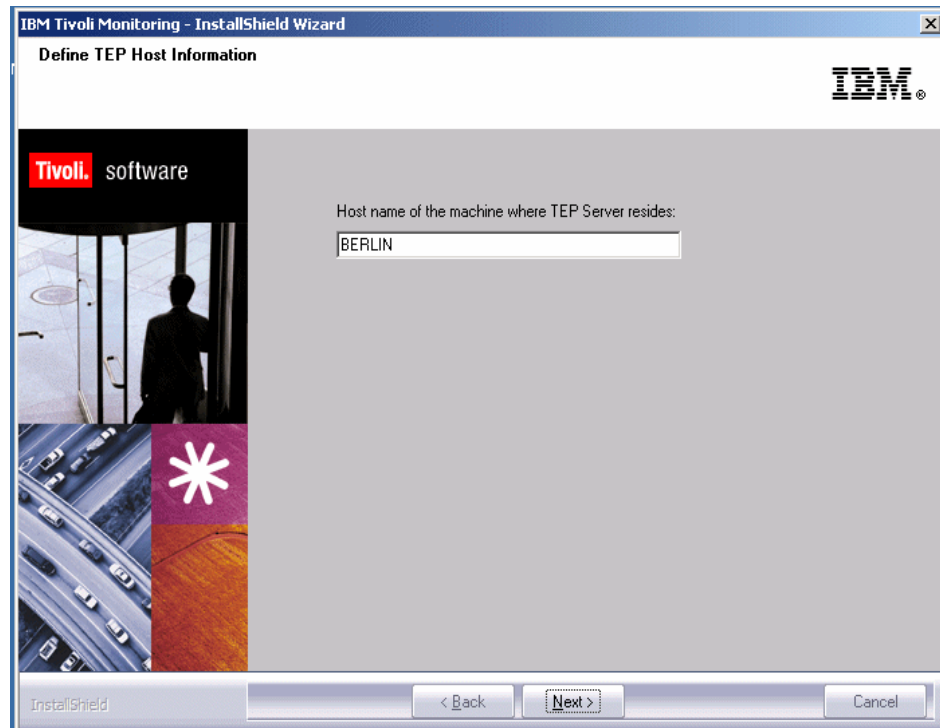 IBM Tivoli Monitoring - InstallShield Wizard
Define TEP Host Information
IBM®
Tivoli. software
Host name of the machine where TEP Server resides:
BERLIN
InstallShield
< Back
Next >
Cancel